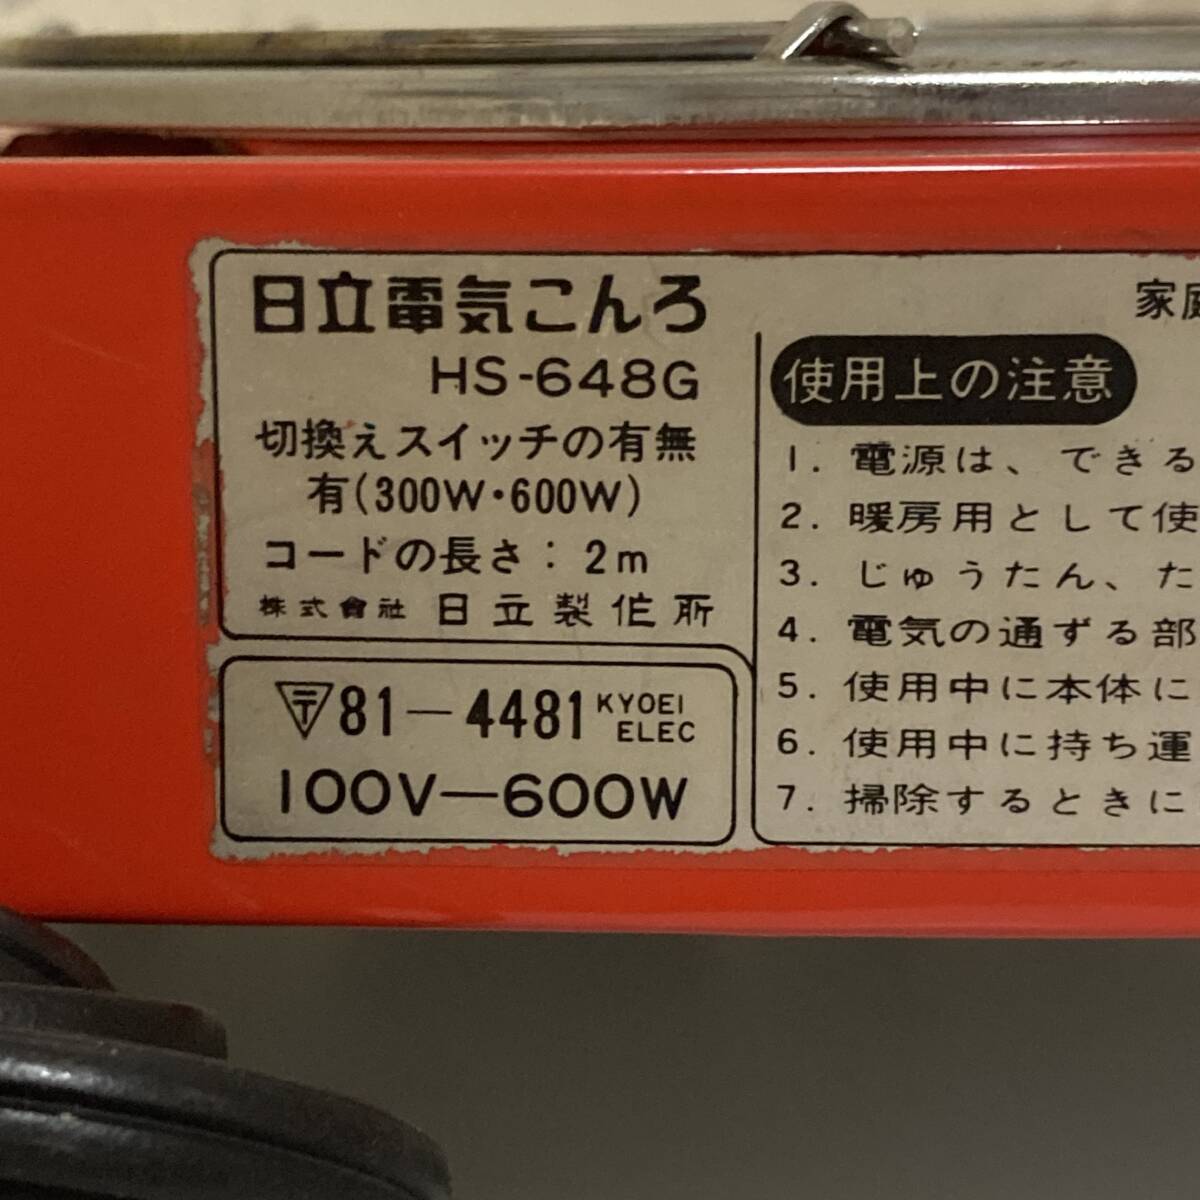 日立電気こんろ
HS-648G
切換えスイッチの有無
有(300W・600W)
コードの長さ: 2m
株式會社 日立製作所
〒81-4481 KYOEI ELEC
100V-600W
家庭
使用上の注意
1. 電源は、できる
2. 暖房用として使
3. じゅうたん、た
4. 電気の通ずる部
5. 使用中に本体に
6. 使用中に持ち運
7. 掃除するときに